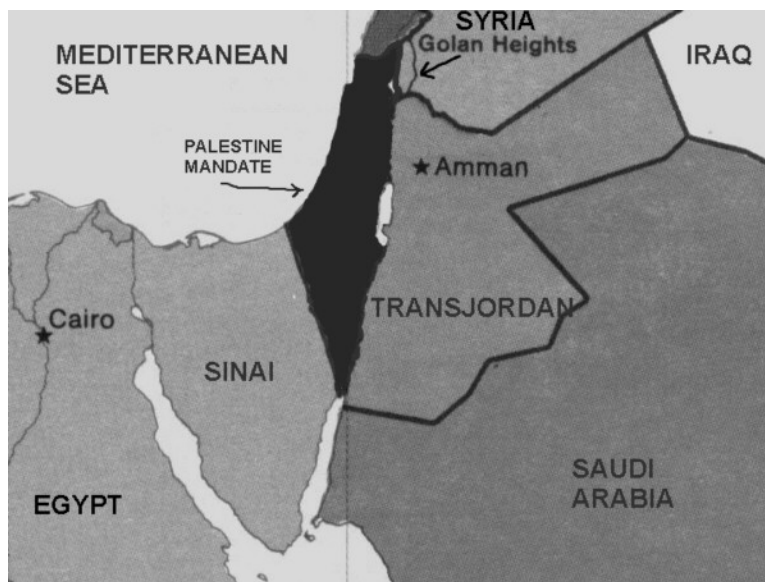 SYRIA
Golan Heights
MEDITERRANEAN
SEA
IRAQ
PALESTINE
MANDATE
Amman
TRANSJORDAN
Cairo
SINAI
SAUDI
ARABIA
EGYPT